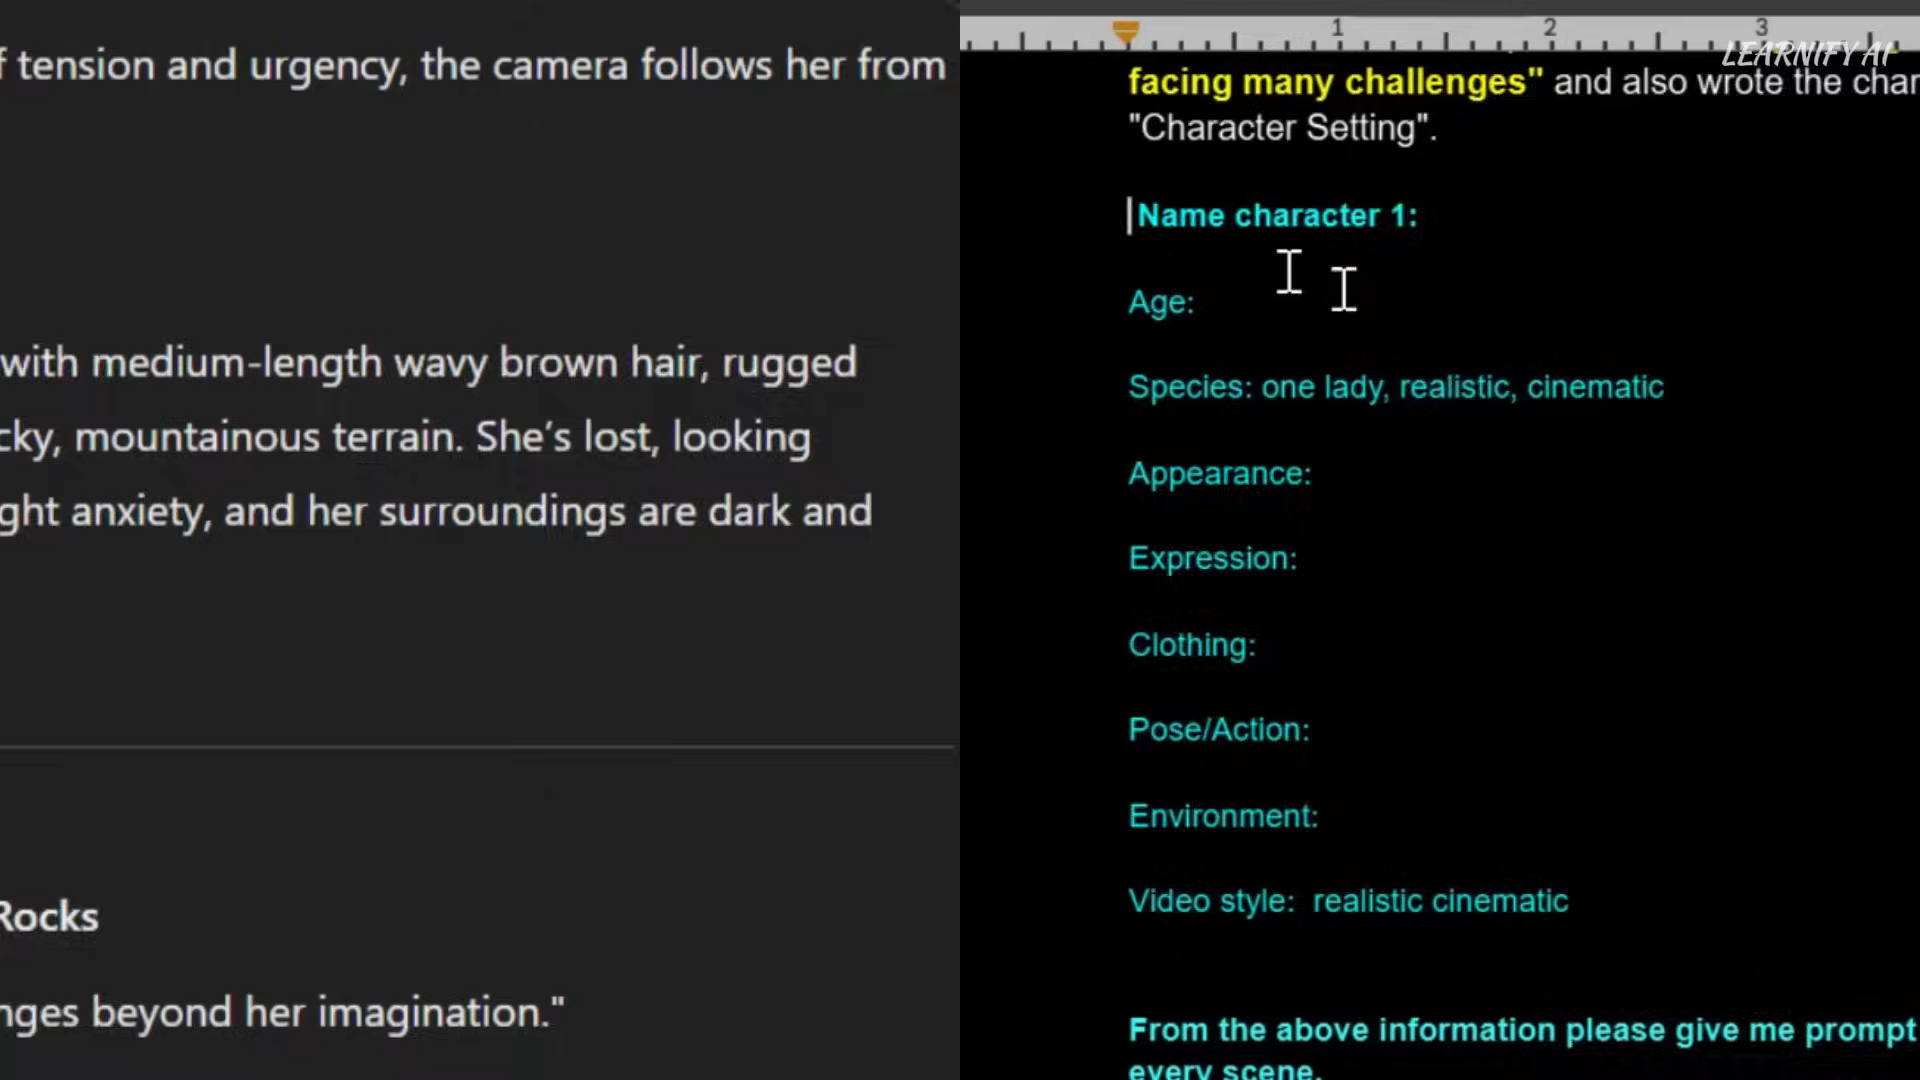 f tension and urgency, the camera follows her from
with medium-length wavy brown hair, rugged
cky, mountainous terrain. She’s lost, looking
ght anxiety, and her surroundings are dark and
Rocks
nges beyond her imagination."
1 2 3
LEARNIFY AI
facing many challenges" and also wrote the char
"Character Setting".
Name character 1:
Age:
Species: one lady, realistic, cinematic
Appearance:
Expression:
Clothing:
Pose/Action:
Environment:
Video style: realistic cinematic
From the above information please give me prompt
every scene.